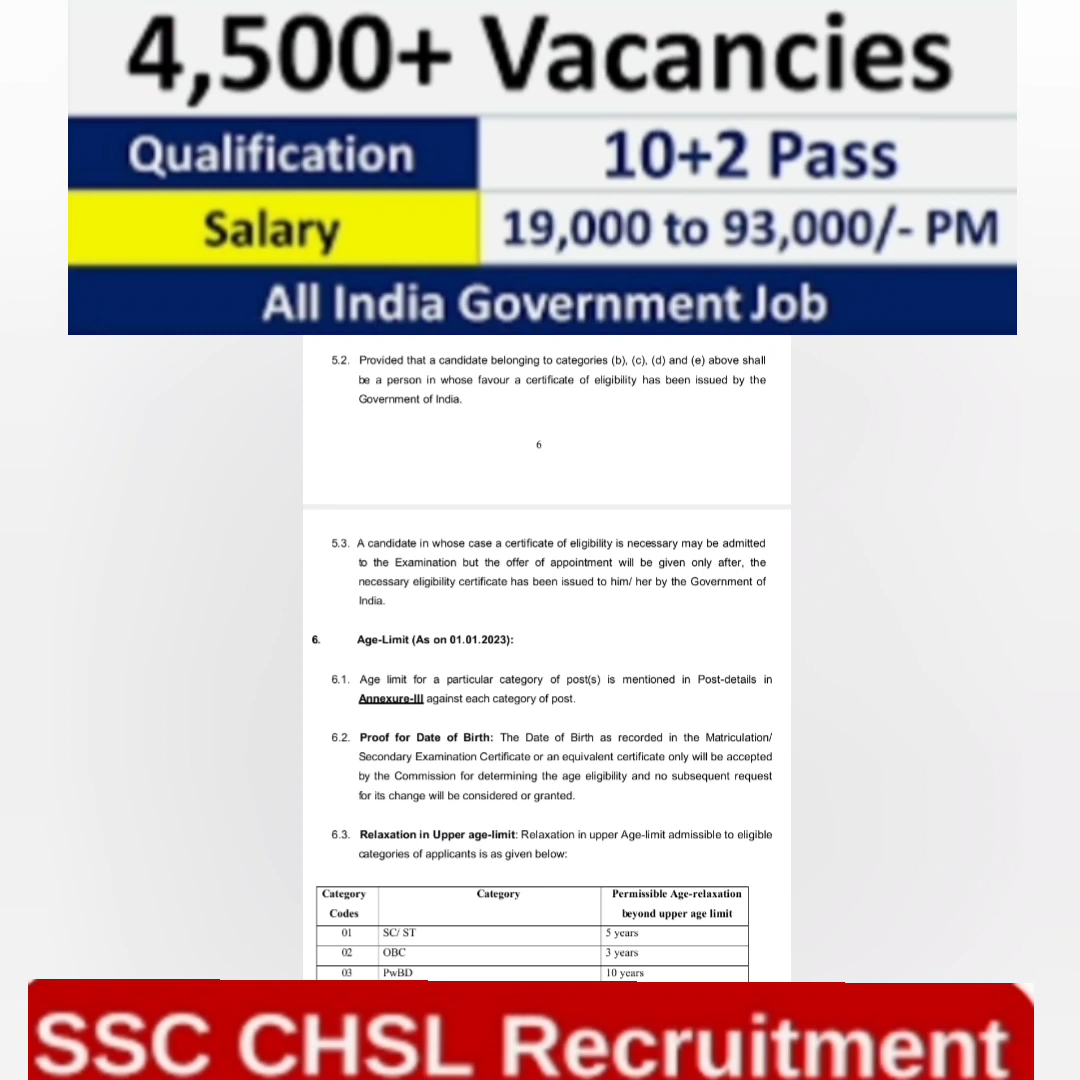 4,500+ Vacancies
Qualification 10+2 Pass
Salary 19,000 to 93,000/- PM
All India Government Job
5.2. Provided that a candidate belonging to categories (b), (c), (d) and (e) above shall
be a person in whose favour a certificate of eligibility has been issued by the
Government of India.
6
5.3. A candidate in whose case a certificate of eligibility is necessary may be admitted
to the Examination but the offer of appointment will be given only after, the
necessary eligibility certificate has been issued to him/ her by the Government of
India.
6. Age-Limit (As on 01.01.2023):
6.1. Age limit for a particular category of post(s) is mentioned in Post-details in
Annexure-III against each category of post.
6.2. Proof for Date of Birth: The Date of Birth as recorded in the Matriculation/
Secondary Examination Certificate or an equivalent certificate only will be accepted
by the Commission for determining the age eligibility and no subsequent request
for its change will be considered or granted.
6.3. Relaxation in Upper age-limit: Relaxation in upper Age-limit admissible to eligible
categories of applicants is as given below:
Category Category Permissible Age-relaxation
Codes beyond upper age limit
01 SC/ ST 5 years
02 OBC 3 years
03 PwBD 10 years
SSC CHSL Recruitment